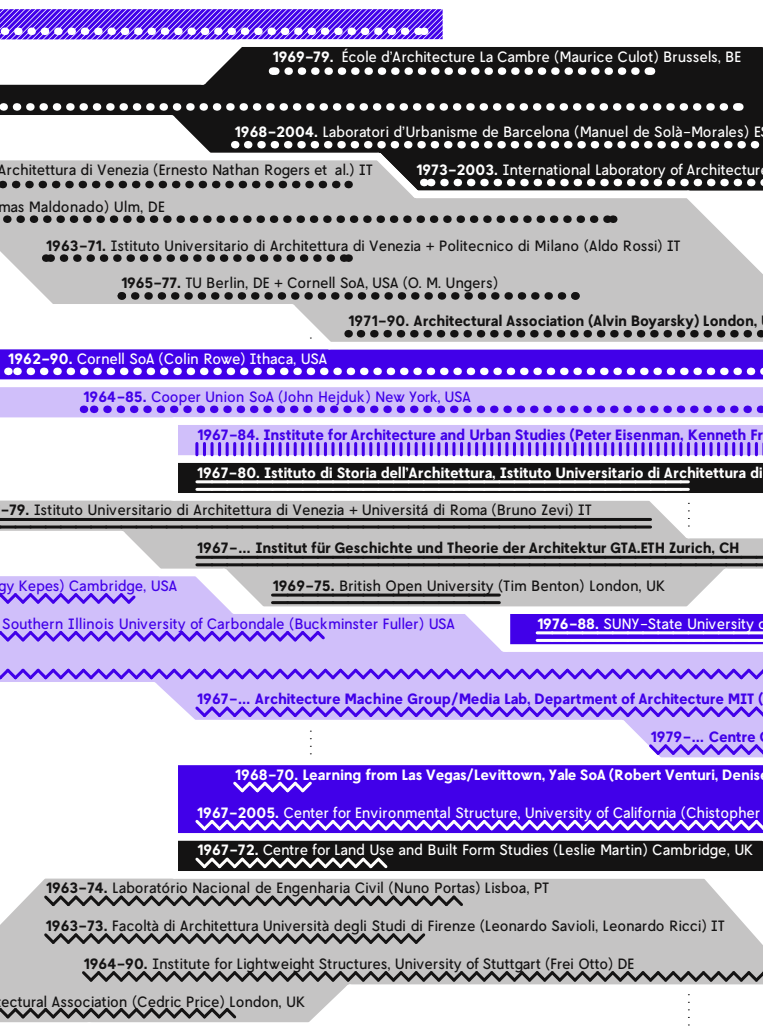 1969–79. École d'Architecture La Cambre (Maurice Culot) Brussels, BE
1968–2004. Laboratori d'Urbanisme de Barcelona (Manuel de Solà–Morales) ES
Architettura di Venezia (Ernesto Nathan Rogers et al.) IT
1973–2003. International Laboratory of Architecture
mas Maldonado) Ulm, DE
1963–71. Istituto Universitario di Architettura di Venezia + Politecnico di Milano (Aldo Rossi) IT
1965–77. TU Berlin, DE + Cornell SoA, USA (O. M. Ungers)
1971–90. Architectural Association (Alvin Boyarsky) London,
1962–90. Cornell SoA (Colin Rowe) Ithaca, USA
1964–85. Cooper Union SoA (John Hejduk) New York, USA
1967–84. Institute for Architecture and Urban Studies (Peter Eisenman, Kenneth Fr
1967–80. Istituto di Storia dell'Architettura, Istituto Universitario di Architettura di
–79. Istituto Universitario di Architettura di Venezia + Universitá di Roma (Bruno Zevi) IT
1967–... Institut für Geschichte und Theorie der Architektur GTA.ETH Zurich, CH
gy Kepes) Cambridge, USA
1969–75. British Open University (Tim Benton) London, UK
Southern Illinois University of Carbondale (Buckminster Fuller) USA
1976–88. SUNY–State University
1967–... Architecture Machine Group/Media Lab, Department of Architecture MIT (
1979–... Centre
1968–70. Learning from Las Vegas/Levittown, Yale SoA (Robert Venturi, Denise
1967–2005. Center for Environmental Structure, University of California (Chistopher
1967–72. Centre for Land Use and Built Form Studies (Leslie Martin) Cambridge, UK
1963–74. Laboratório Nacional de Engenharia Civil (Nuno Portas) Lisboa, PT
1963–73. Facoltà di Architettura Università degli Studi di Firenze (Leonardo Savioli, Leonardo Ricci) IT
1964–90. Institute for Lightweight Structures, University of Stuttgart (Frei Otto) DE
tectural Association (Cedric Price) London, UK